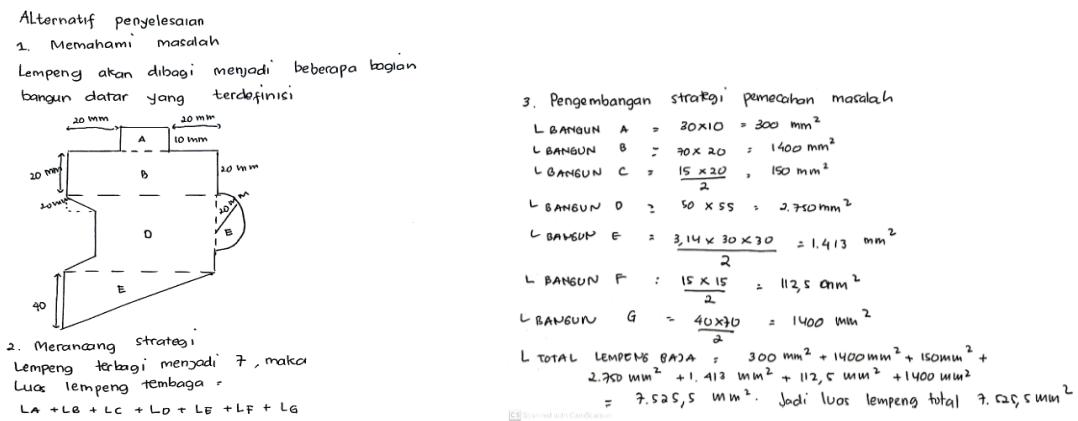 Alternatif penyelesaian
1. Memahami masalah
Lempeng akan dibagi menjadi beberapa bagian
bangun datar yang terdefinisi
20 mm
20 mm
A
10 mm
20 mm
B
20 mm
20 mm
20 mm
D
E
E
40
2. Merancang strategi
Lempeng terbagi menjadi 7, maka
Luas lempeng tembaga =
LA + LB + LC + LD + LE + LF + LG
3. Pengembangan strategi pemecahan masalah
L BANGUN A = 30x10 = 300 mm²
L BANGUN B = 70 x 20 = 1400 mm²
L BANGUN C = 15 x 20 / 2 = 150 mm²
L BANGUN D = 50 x 55 = 2.750 mm²
L BANGUN E = 3,14 x 30 x 30 / 2 = 1.413 mm²
L BANGUN F = 15 x 15 / 2 = 112,5 mm²
L BANGUN G = 40x70 / 2 = 1400 mm²
L TOTAL LEMPENG BAJA = 300 mm² + 1400 mm² + 150 mm² +
2.750 mm² + 1.413 mm² + 112,5 mm² + 1400 mm²
= 7.525,5 mm². Jadi luas lempeng total 7.525,5 mm²
CS Scanned with CamScanner